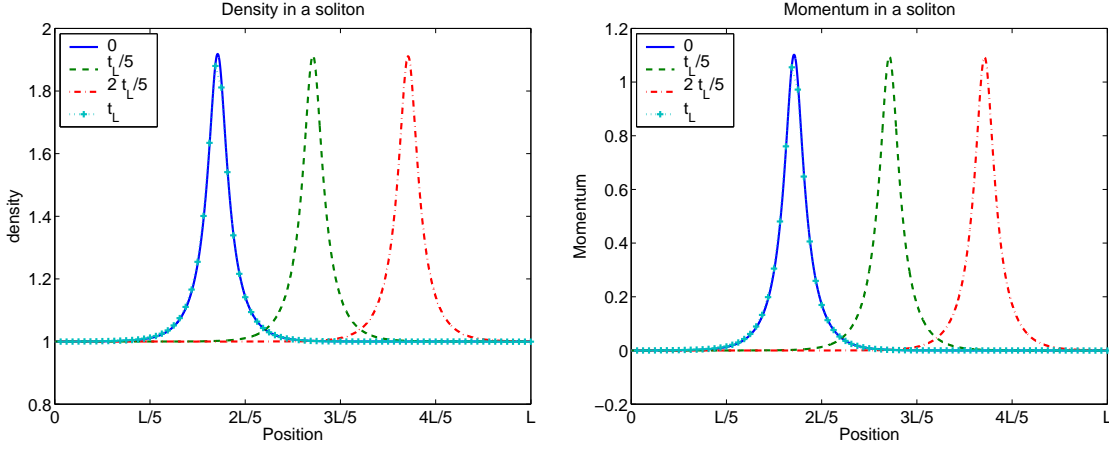 Density in a soliton
2
1.8
1.6
1.4
1.2
1
0.8
density
0
t_L/5
2 t_L/5
t_L
0
L/5
2L/5
3L/5
4L/5
L
Position
Momentum in a soliton
1.2
1
0.8
0.6
0.4
0.2
0
−0.2
Momentum
0
t_L/5
2 t_L/5
t_L
0
L/5
2L/5
3L/5
4L/5
L
Position